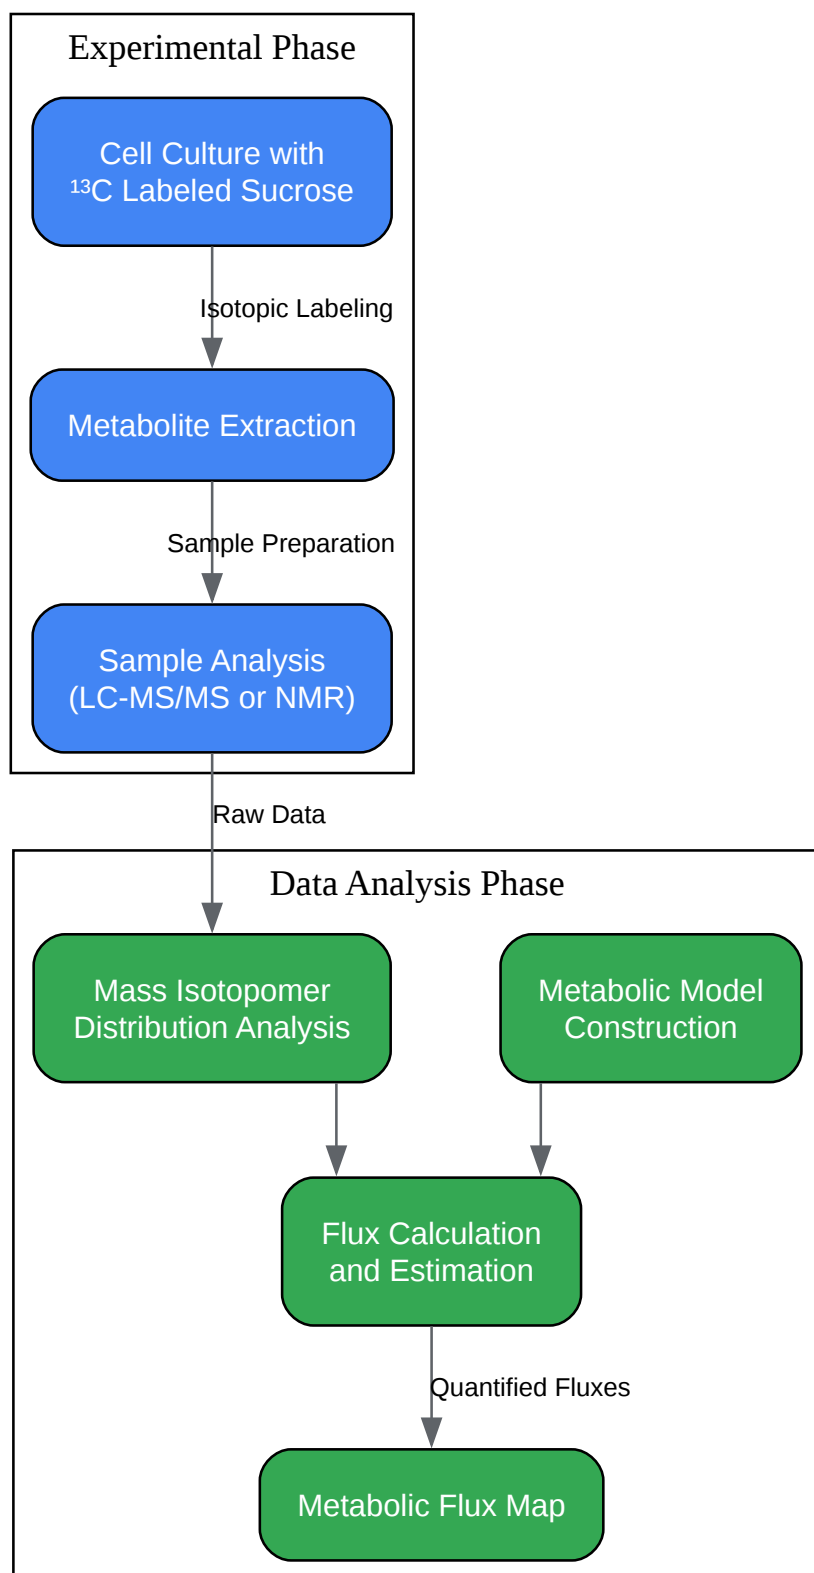 Experimental Phase
Cell Culture with
¹³C Labeled Sucrose
Isotopic Labeling
Metabolite Extraction
Sample Preparation
Sample Analysis
(LC-MS/MS or NMR)
Raw Data
Data Analysis Phase
Mass Isotopomer
Distribution Analysis
Metabolic Model
Construction
Flux Calculation
and Estimation
Quantified Fluxes
Metabolic Flux Map